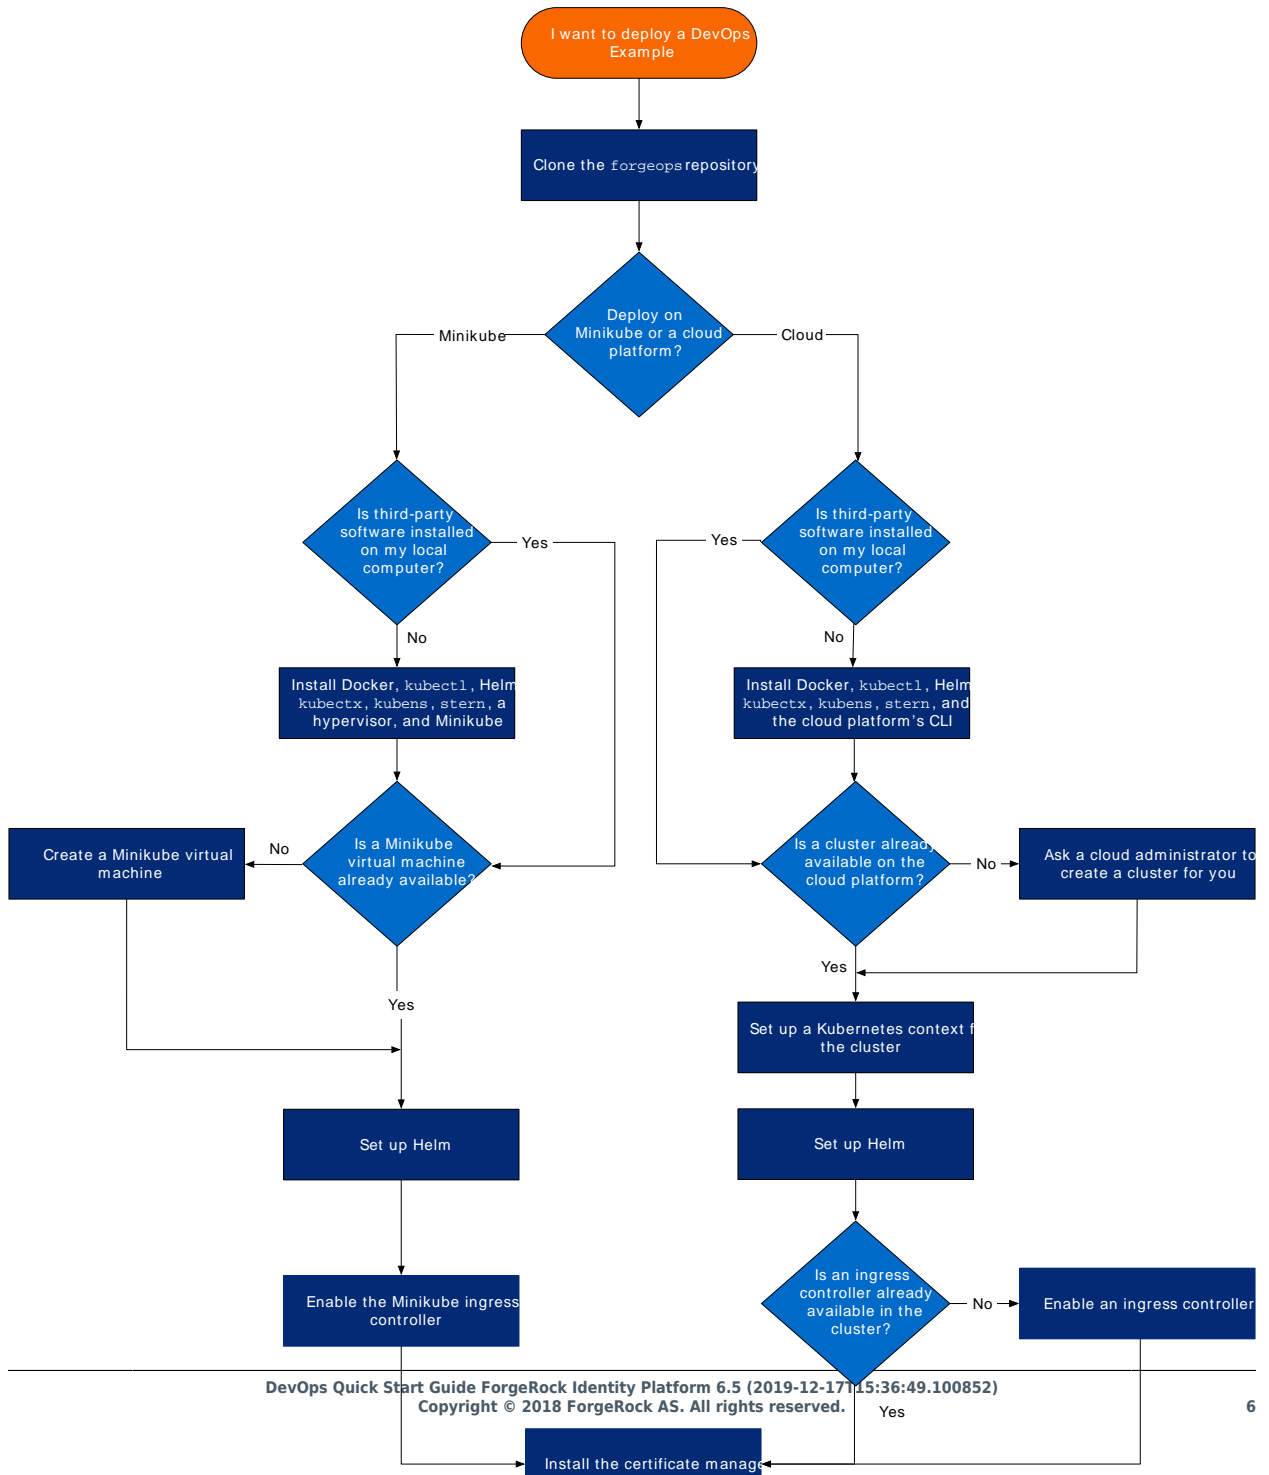 I want to deploy a DevOps
Example
Clone the forgeops repository
Deploy on
Minikube or a cloud
platform?
Minikube
Cloud
Is third-party
software installed
on my local
computer?
Yes
No
Is third-party
software installed
on my local
computer?
Yes
No
Install Docker, kubectl, Helm
kubectx, kubens, stern, a
hypervisor, and Minikube
Install Docker, kubectl, Helm
kubectx, kubens, stern, and
the cloud platform's CLI
Is a Minikube
virtual machine
already available?
No
Create a Minikube virtual
machine
Yes
Is a cluster already
available on the
cloud platform?
No
Ask a cloud administrator to
create a cluster for you
Yes
Set up a Kubernetes context f
the cluster
Set up Helm
Set up Helm
Enable the Minikube ingress
controller
Is an ingress
controller already
available in the
cluster?
No
Enable an ingress controller
DevOps Quick Start Guide ForgeRock Identity Platform 6.5 (2019-12-17T15:36:49.100852)
Copyright © 2018 ForgeRock AS. All rights reserved.
6
Yes
Install the certificate manage